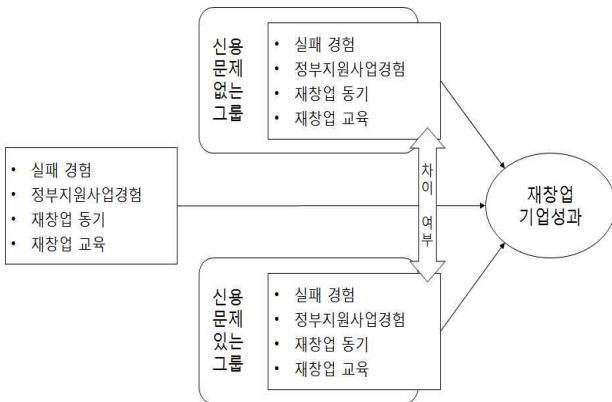 신용
문제
없는
그룹
• 실패 경험
• 정부지원사업경험
• 재창업 동기
• 재창업 교육
• 실패 경험
• 정부지원사업경험
• 재창업 동기
• 재창업 교육
차이 여부
재창업
기업성과
신용
문제
있는
그룹
• 실패 경험
• 정부지원사업경험
• 재창업 동기
• 재창업 교육